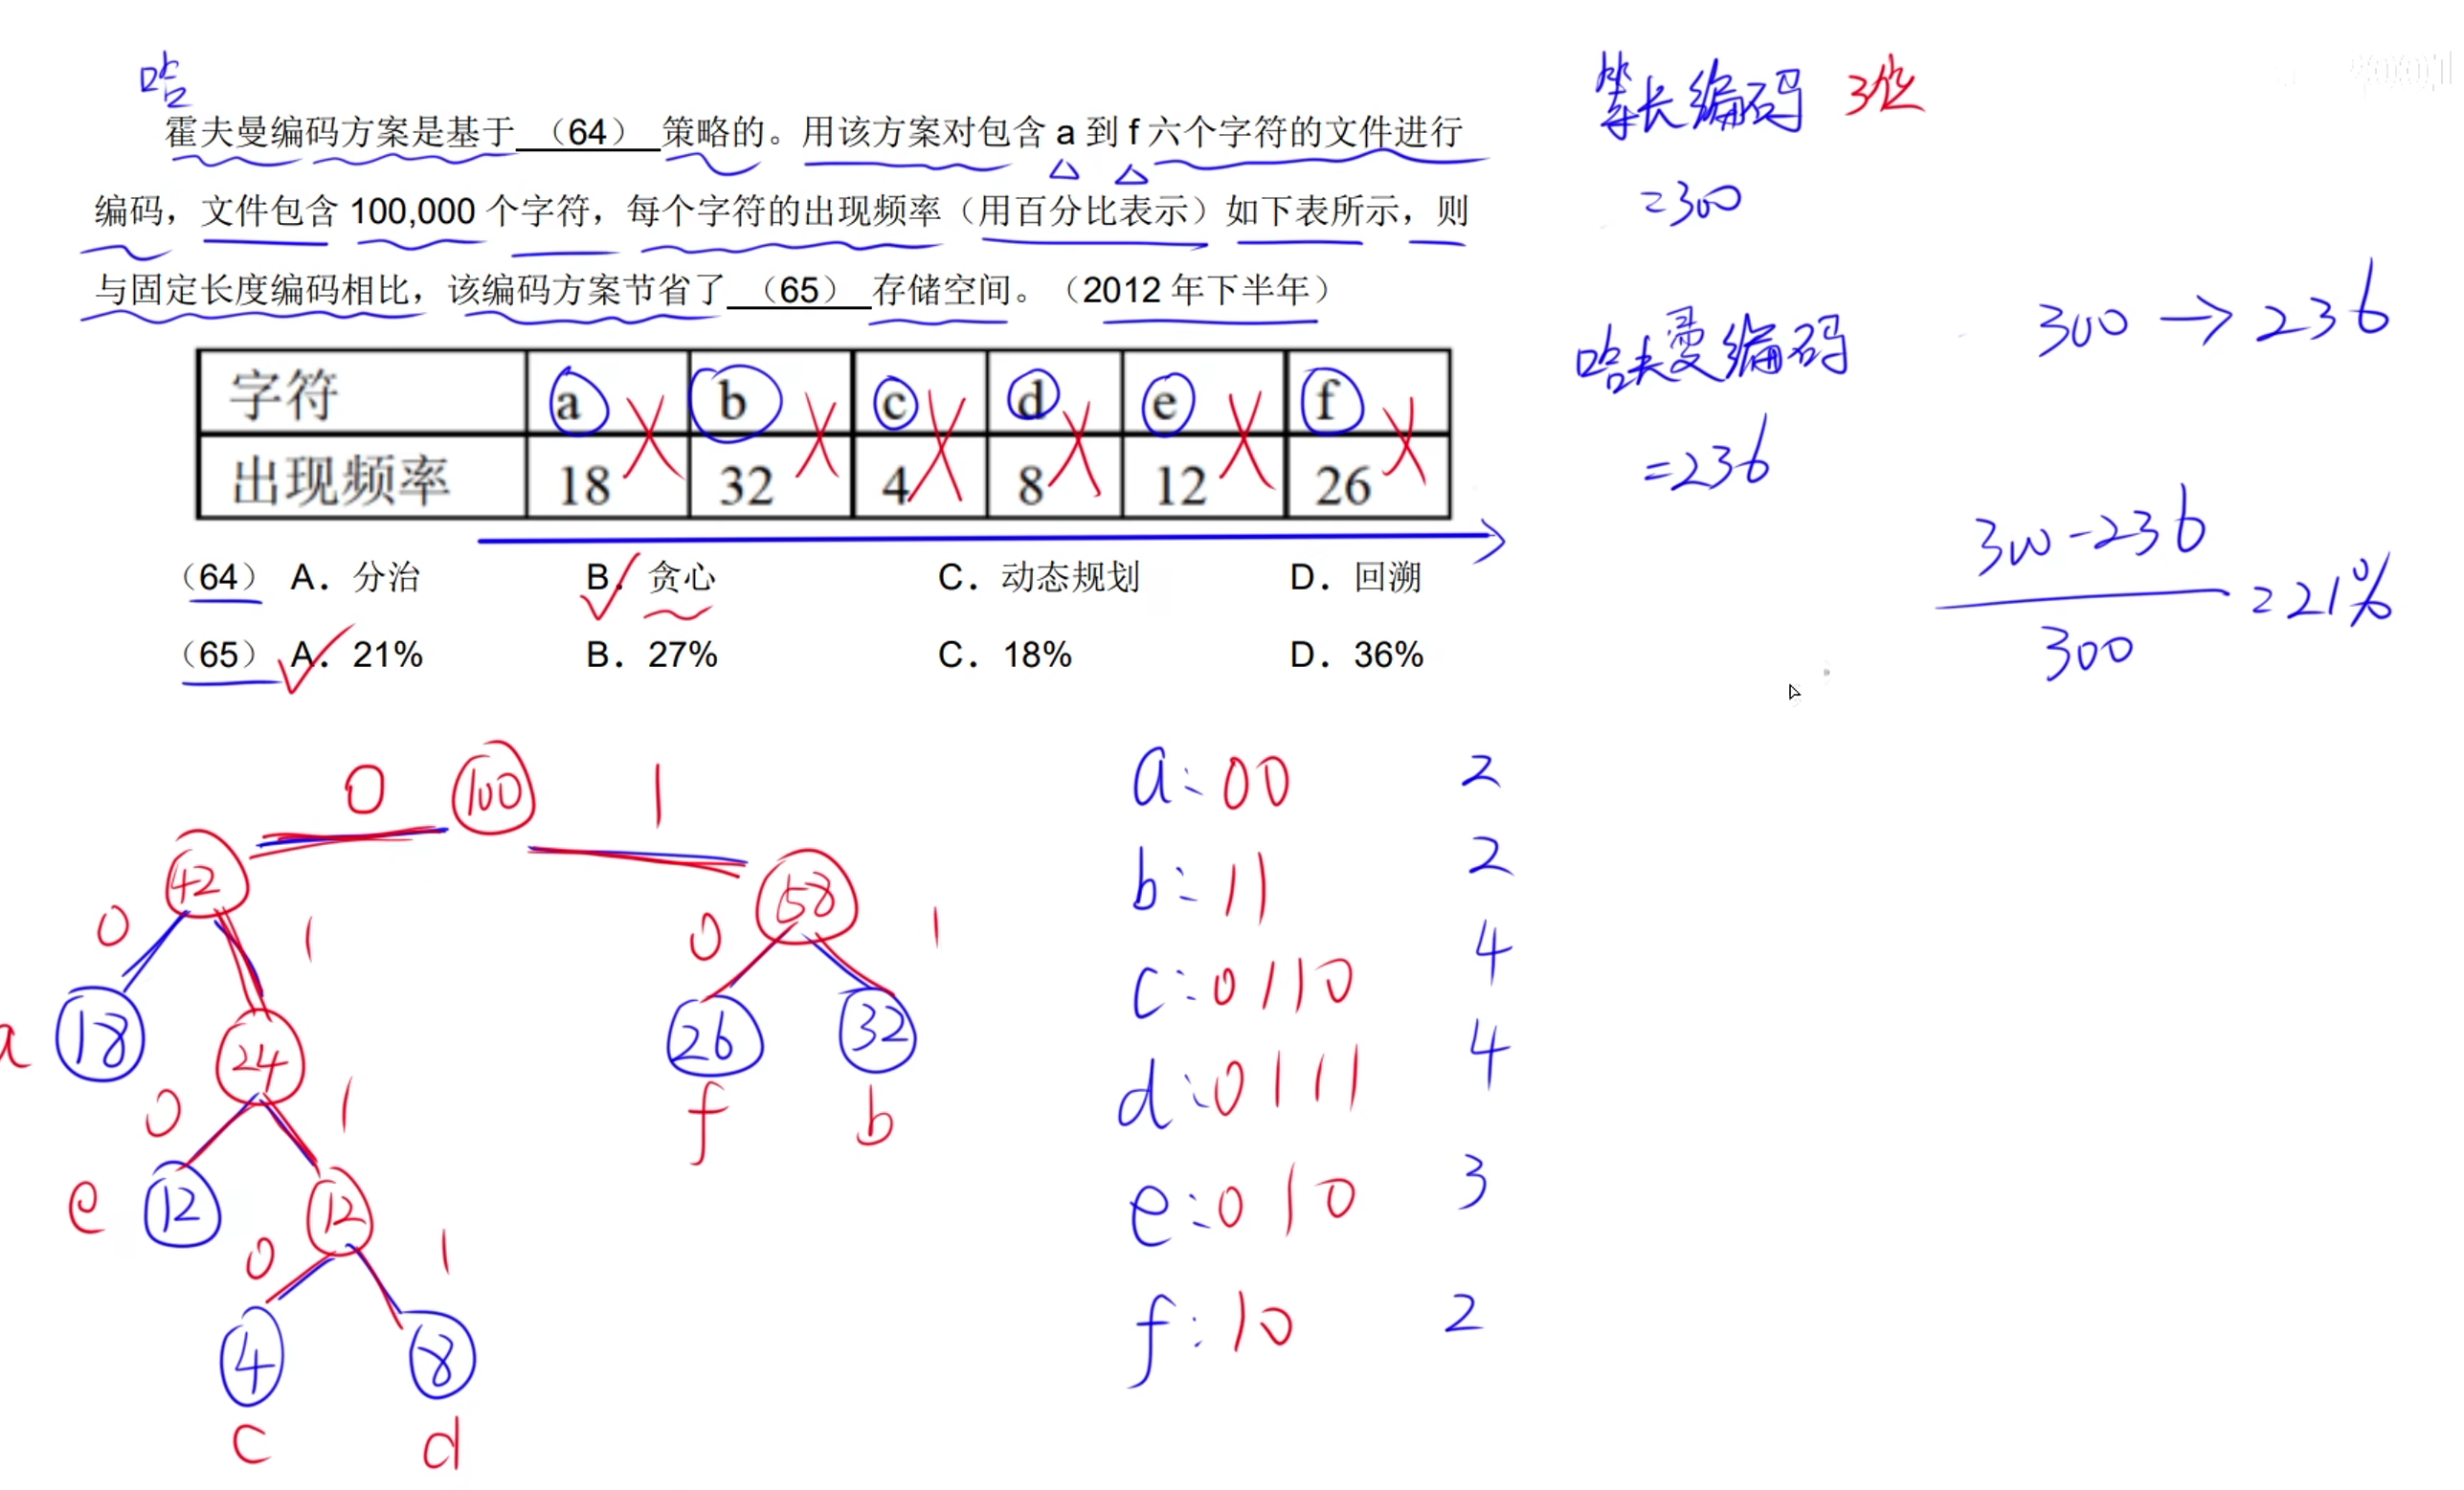 哈
霍夫曼编码方案是基于 （64） 策略的。用该方案对包含 a 到 f 六个字符的文件进行
编码，文件包含 100,000 个字符，每个字符的出现频率（用百分比表示）如下表所示，则
与固定长度编码相比，该编码方案节省了 （65） 存储空间。（2012 年下半年）
字符 a b c d e f
出现频率 18 32 4 8 12 26
（64） A．分治 B．贪心 C．动态规划 D．回溯
（65） A．21% B．27% C．18% D．36%
等长编码 3位
=300
哈夫曼编码
=236
300 → 236
300-236
300
=21%
0 100 1
42 58
0 1 0 1
a 18 24 26 32
f b
0 1
e 12 12
0 1
4 8
c d
a: 00 2
b: 11 2
c: 0110 4
d: 0111 4
e: 010 3
f: 10 2